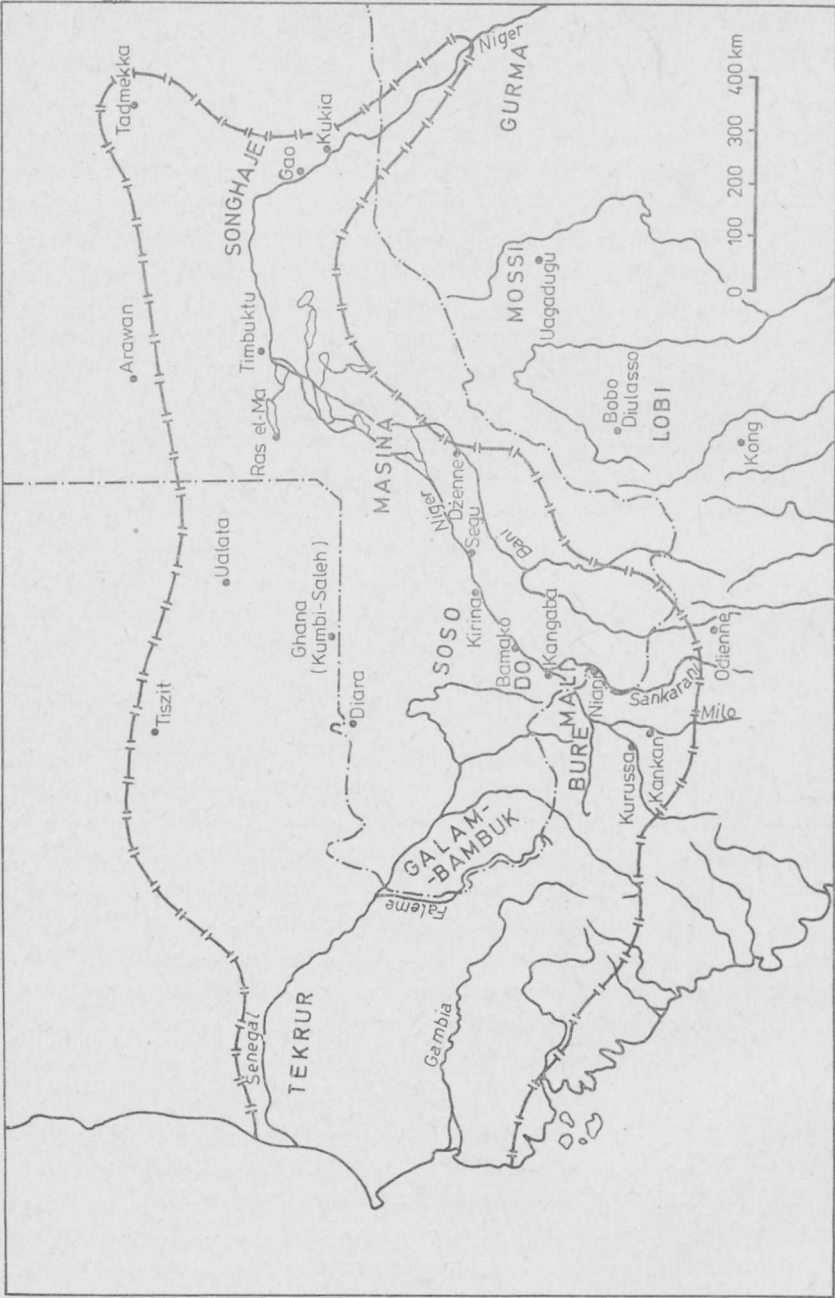 Tadmekka
Arawan
SONGHAJE
Gao
Kukia
Niger
GURMA
Timbuktu
Ras el-Ma
MASINA
Ualata
Tiszit
Ghana
(Kumbi-Saleh)
Diara
Niger
Dżenne
Segu
Kirina
SOSO
Bani
Bamako
DO
Kangaba
MALI
Niani
BURE
Sankarani
Odienne
Milo
Kurussa
Kankan
GALAM-
-BAMBUK
Faleme
Senegal
TEKRUR
Gambia
MOSSI
Uagadugu
Bobo
Diulasso
LOBI
Kong
0 100 200 300 400 km